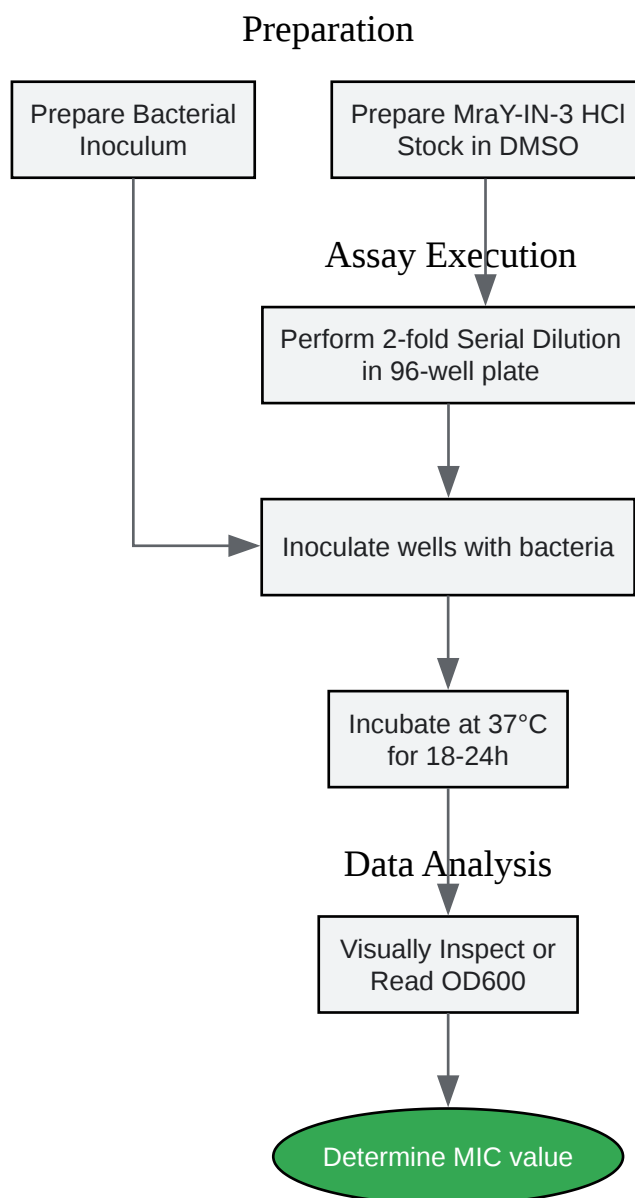 Preparation
Prepare Bacterial
Inoculum
Prepare MraY-IN-3 HCl
Stock in DMSO
Assay Execution
Perform 2-fold Serial Dilution
in 96-well plate
Inoculate wells with bacteria
Incubate at 37°C
for 18-24h
Data Analysis
Visually Inspect or
Read OD600
Determine MIC value